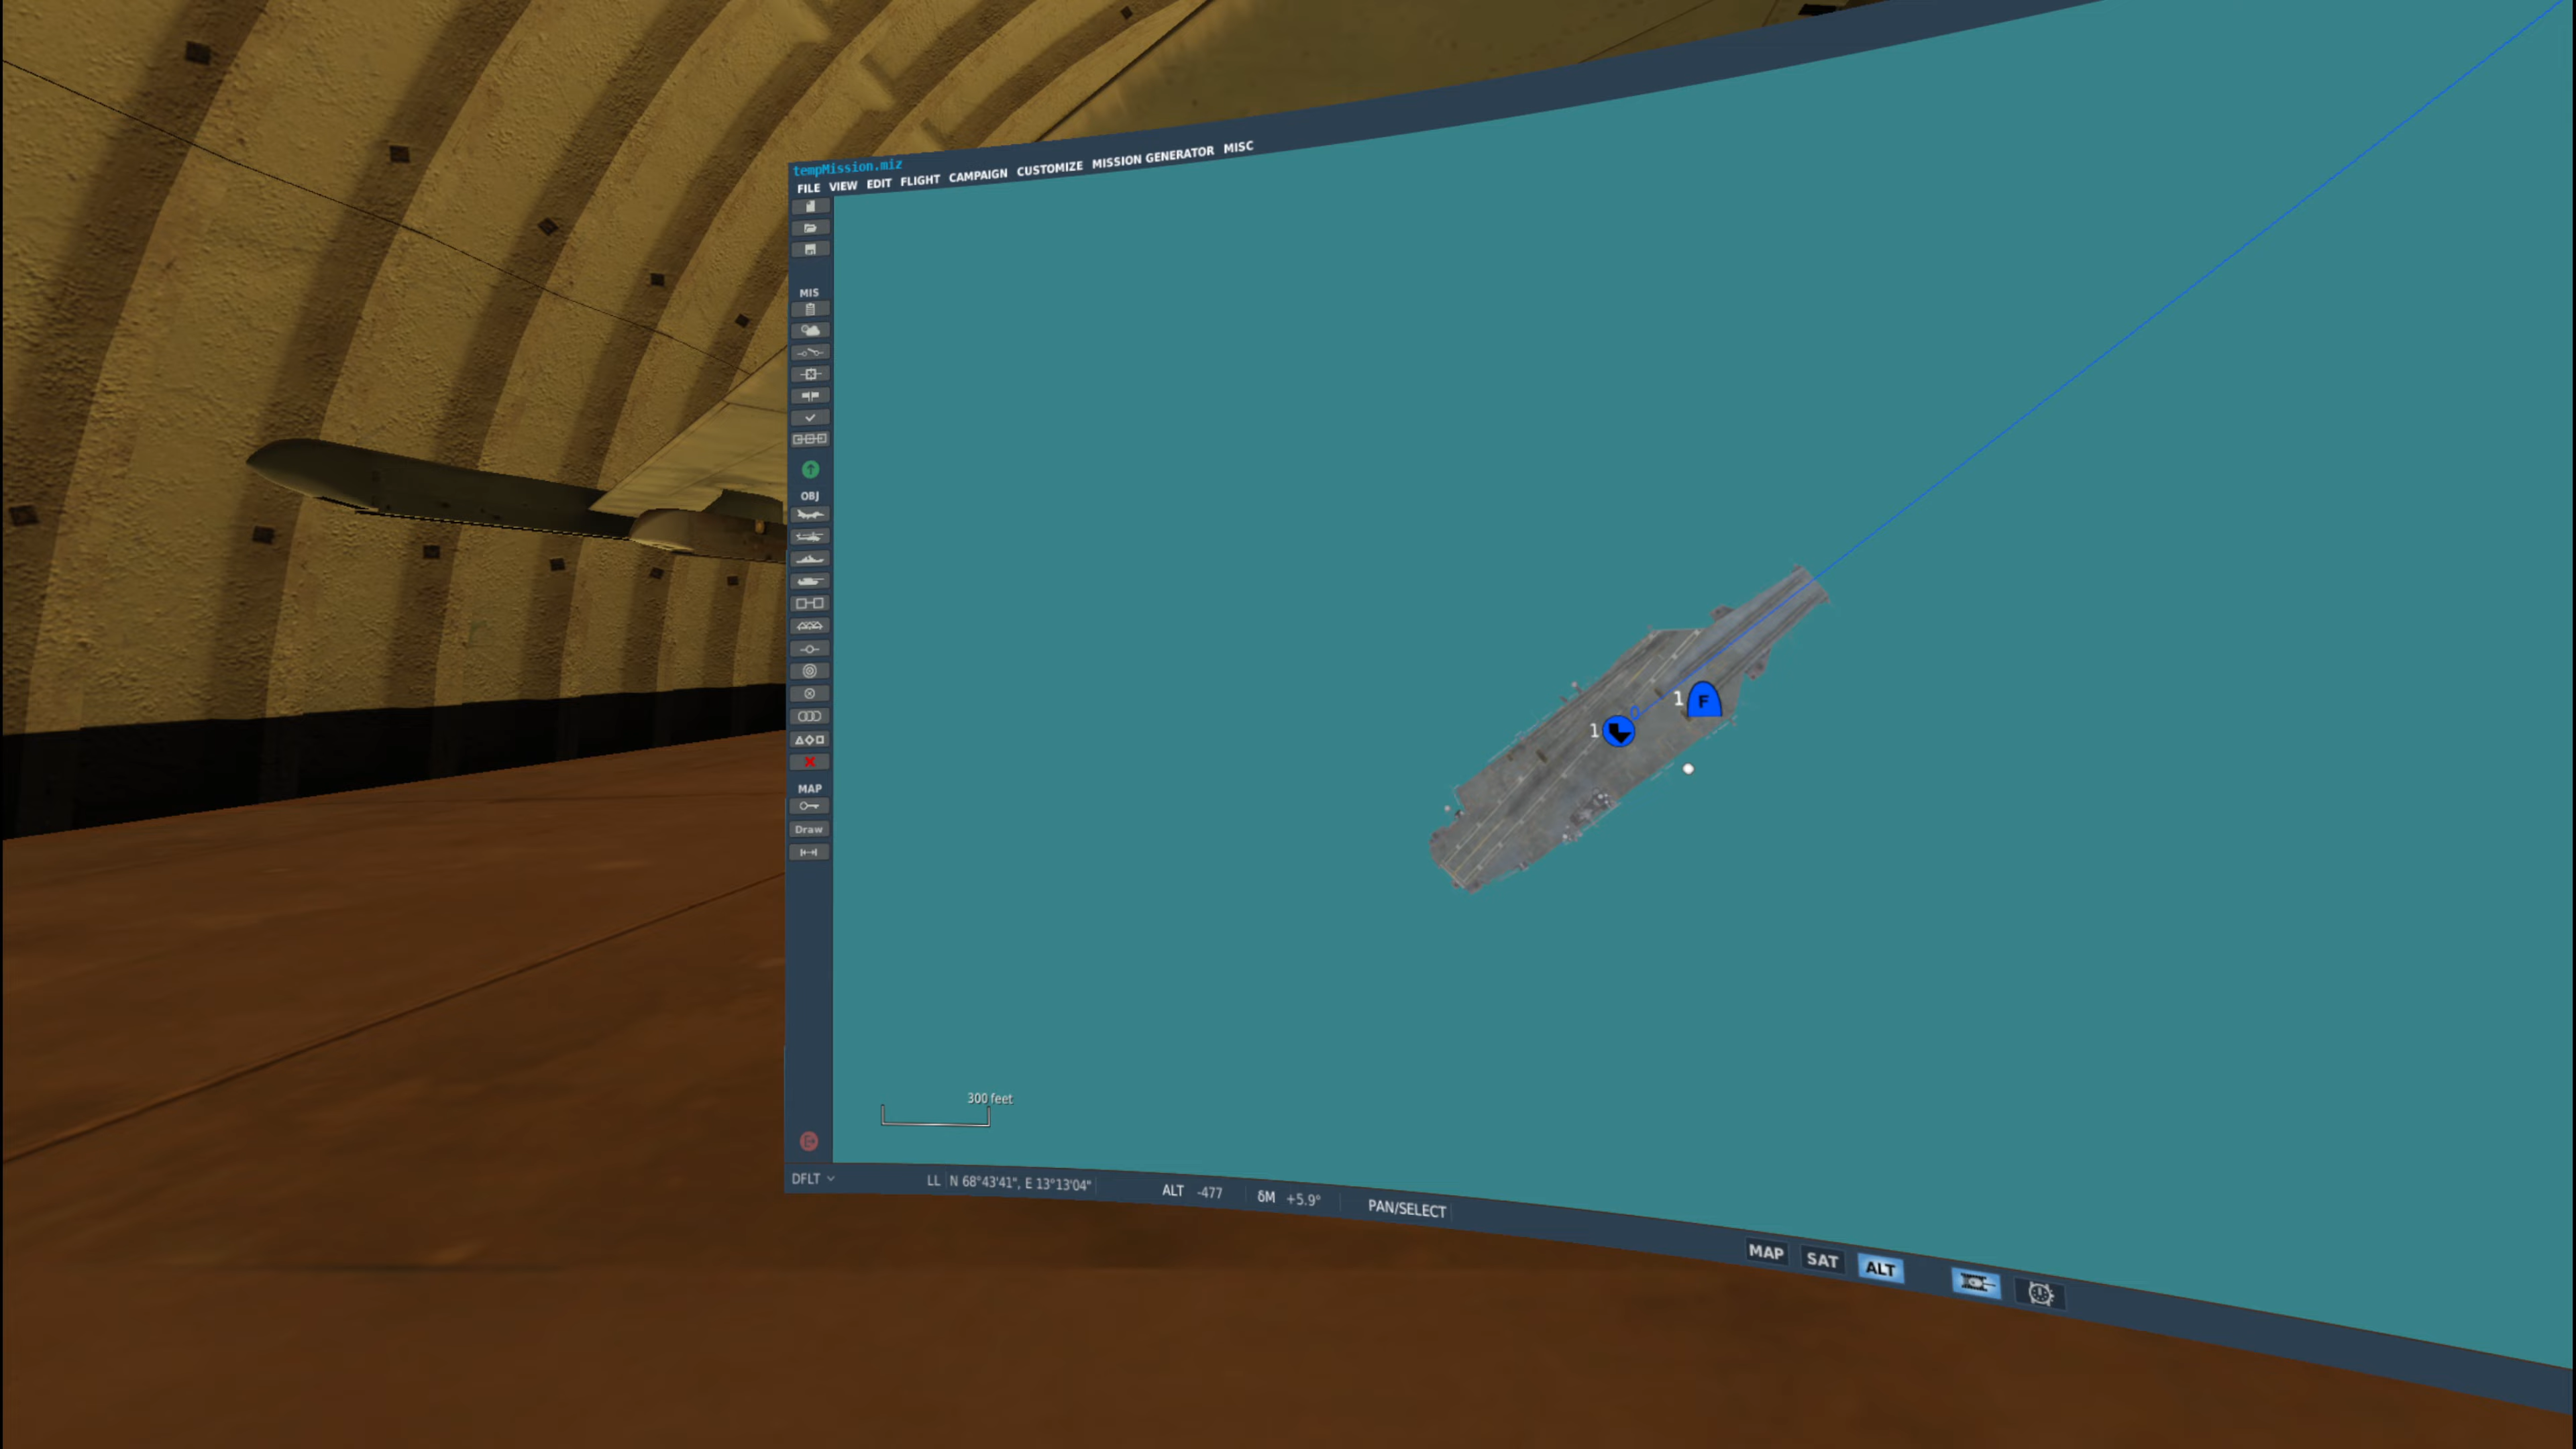 tempMission.miz
FILE VIEW EDIT FLIGHT CAMPAIGN CUSTOMIZE MISSION GENERATOR MISC
MIS
OBJ
1 F
0
1
MAP
Draw
300 feet
DFLT LL N 68°43'41", E 13°13'04" ALT -477 δM +5.9° PAN/SELECT
MAP SAT ALT